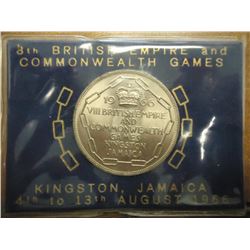 8th BRITISH EMPIRE and
COMMONWEALTH GAMES
1966
VIII BRITISH EMPIRE
AND
COMMONWEALTH
GAMES
KINGSTON
JAMAICA
KINGSTON, JAMAICA
4th to 13th AUGUST 1966